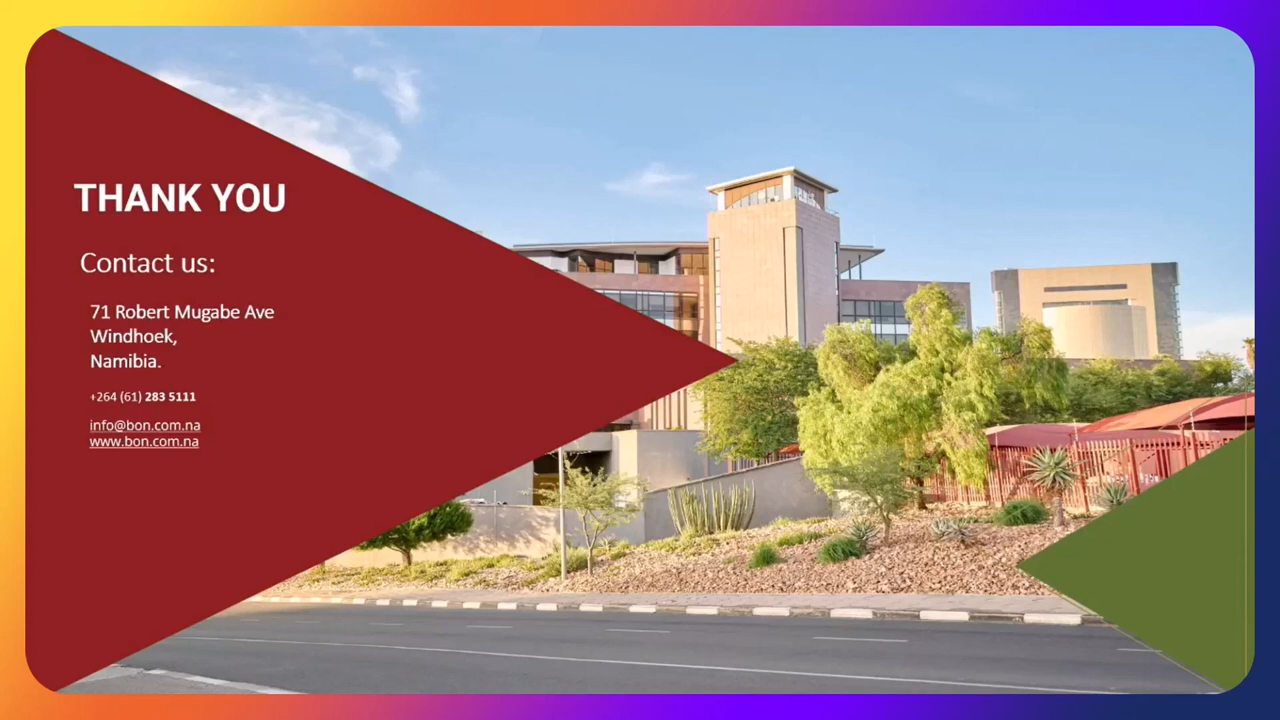 THANK YOU
Contact us:
71 Robert Mugabe Ave
Windhoek,
Namibia.
+264 (61) 283 5111
info@bon.com.na
www.bon.com.na